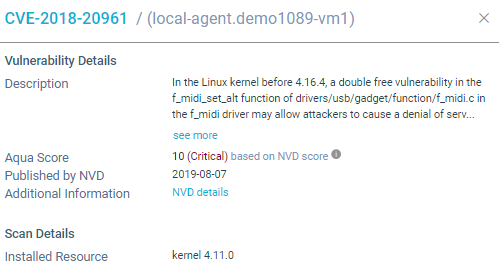 CVE-2018-20961 / (local-agent.demo1089-vm1)
Vulnerability Details
Description In the Linux kernel before 4.16.4, a double free vulnerability in the
f_midi_set_alt function of drivers/usb/gadget/function/f_midi.c in
the f_midi driver may allow attackers to cause a denial of serv...
see more
Aqua Score 10 (Critical) based on NVD score
Published by NVD 2019-08-07
Additional Information NVD details
Scan Details
Installed Resource kernel 4.11.0